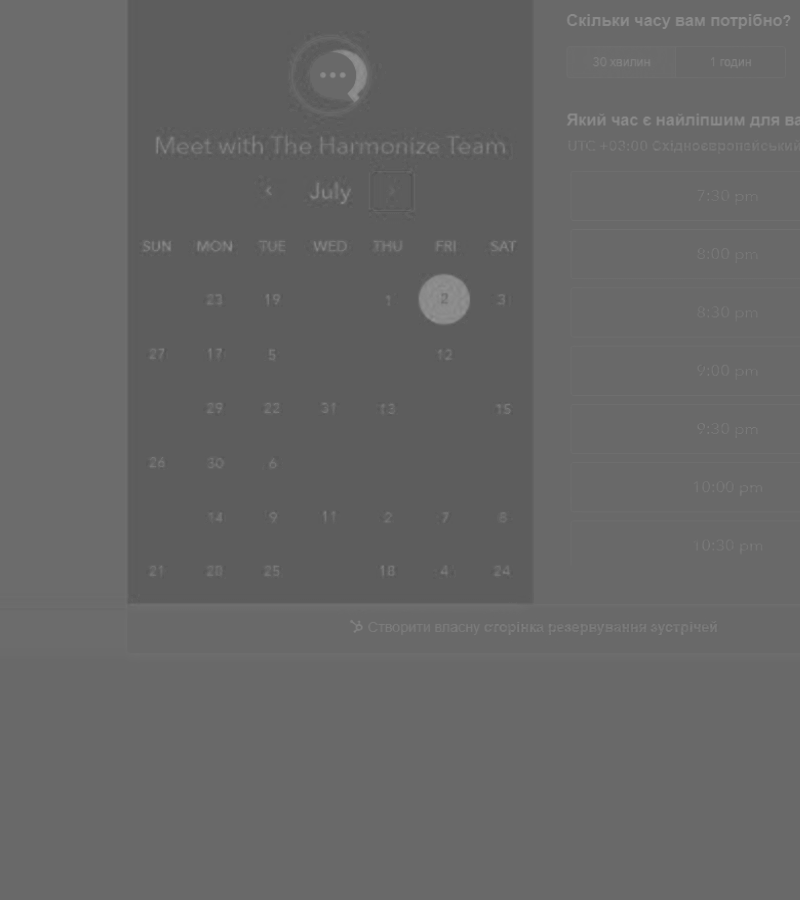 Meet with The Harmonize Team
‹ July ›
SUN MON TUE WED THU FRI SAT
23 19 1 2 3
27 17 5 12
29 22 31 13 15
26 30 6
14 9 11 2 7 8
21 28 25 18 4 24
Скільки часу вам потрібно?
30 хвилин 1 годин
Який час є найліпшим для
UTC +03:00 Східноєвропейський
7:30 pm
8:00 pm
8:30 pm
9:00 pm
9:30 pm
10:00 pm
10:30 pm
Створити власну сторінка резервування зустрічей